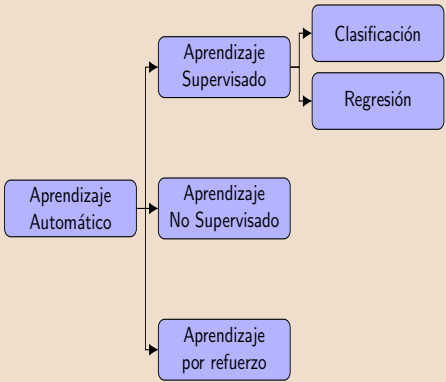 Aprendizaje
Automático
Aprendizaje
Supervisado
Clasificación
Regresión
Aprendizaje
No Supervisado
Aprendizaje
por refuerzo